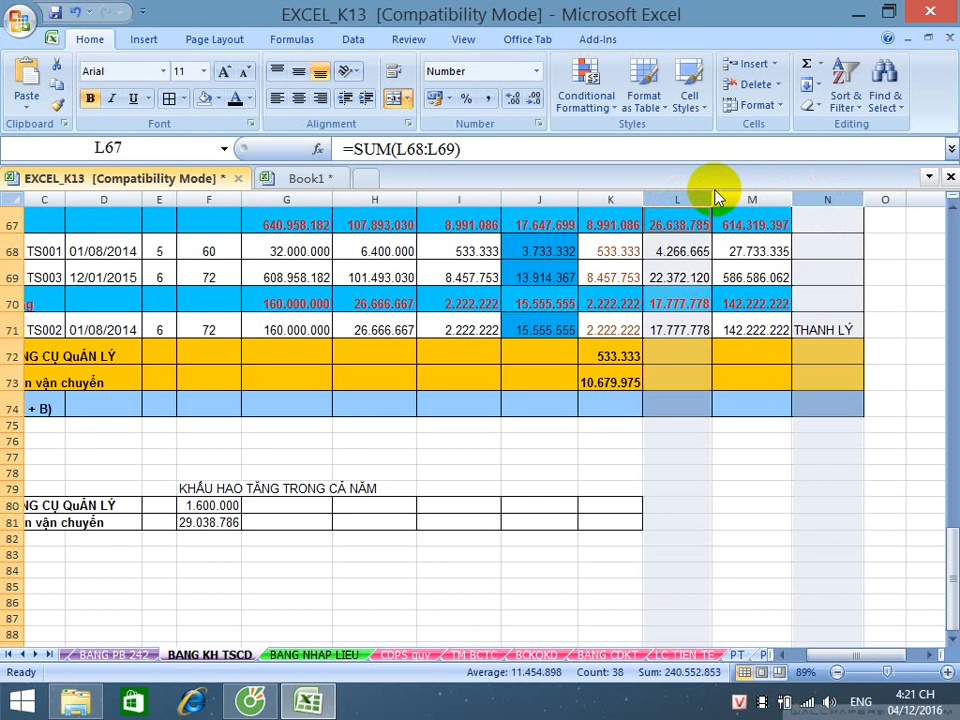 EXCEL_K13 [Compatibility Mode] - Microsoft Excel
Home Insert Page Layout Formulas Data Review View Office Tab Add-Ins
Paste Arial 11 Number Conditional Formatting Format as Table Cell Styles Insert Delete Format Sort & Filter Find & Select
Clipboard Font Alignment Number Styles Cells Editing
L67 fx =SUM(L68:L69)
EXCEL_K13 [Compatibility Mode] * Book1 *
C D E F G H I J K L M N O
67 640.958.182 107.893.030 8.991.086 17.647.699 8.991.086 26.638.785 614.319.397
68 TS001 01/08/2014 5 60 32.000.000 6.400.000 533.333 3.733.332 533.333 4.266.665 27.733.335
69 TS003 12/01/2015 6 72 608.958.182 101.493.030 8.457.753 13.914.367 8.457.753 22.372.120 586.586.062
70 g 160.000.000 26.666.667 2.222.222 15.555.555 2.222.222 17.777.778 142.222.222
71 TS002 01/08/2014 6 72 160.000.000 26.666.667 2.222.222 15.555.555 2.222.222 17.777.778 142.222.222 THANH LÝ
72 NG CỤ QuẢN LÝ 533.333
73 n vận chuyển 10.679.975
74 + B)
75
76
77
78
79 KHẤU HAO TĂNG TRONG CẢ NĂM
80 NG CỤ QuẢN LÝ 1.600.000
81 n vận chuyển 29.038.786
82
83
84
85
86
87
88
BANG PB 242 BANG KH TSCD BANG NHAP LIEU CDPS quy TM BCTC BCKQKD BANG CDKT LC TIEN TE PT
Ready Average: 11.454.898 Count: 38 Sum: 240.552.853 89%
ENG 4:21 CH
04/12/2016